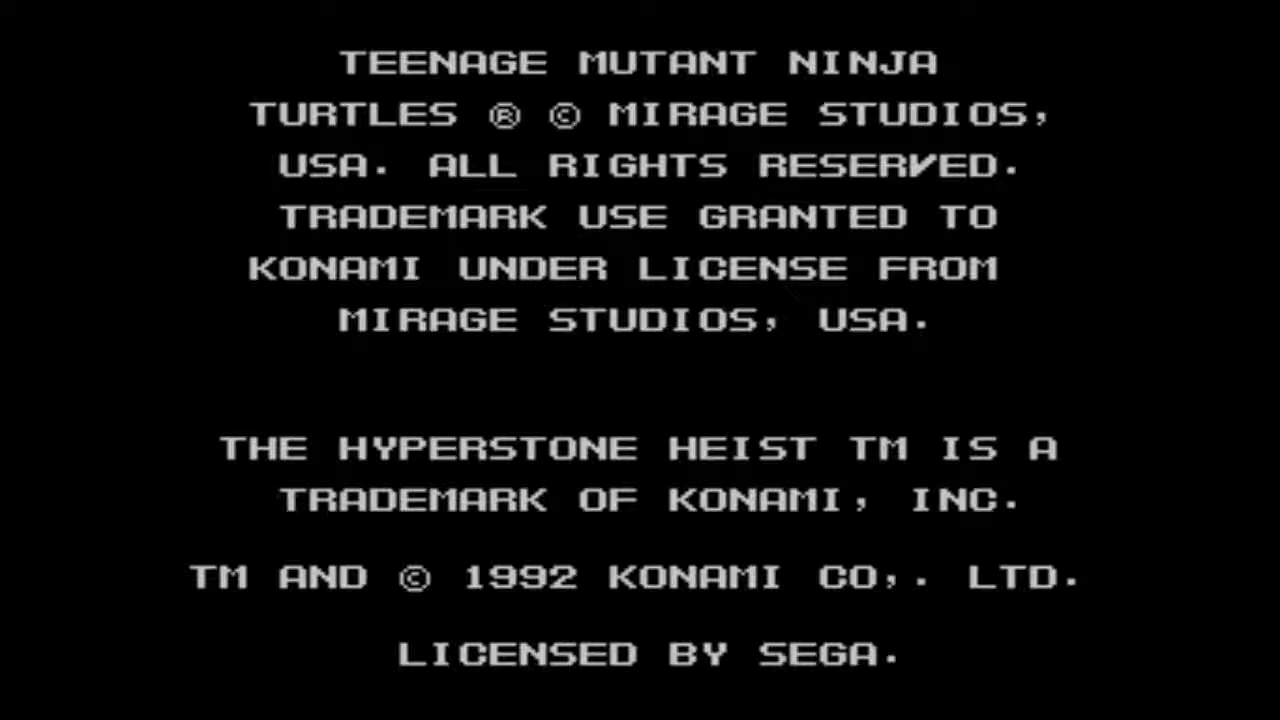 TEENAGE MUTANT NINJA
TURTLES ® © MIRAGE STUDIOS,
USA. ALL RIGHTS RESERVED.
TRADEMARK USE GRANTED TO
KONAMI UNDER LICENSE FROM
MIRAGE STUDIOS, USA.
THE HYPERSTONE HEIST TM IS A
TRADEMARK OF KONAMI, INC.
TM AND © 1992 KONAMI CO,. LTD.
LICENSED BY SEGA.